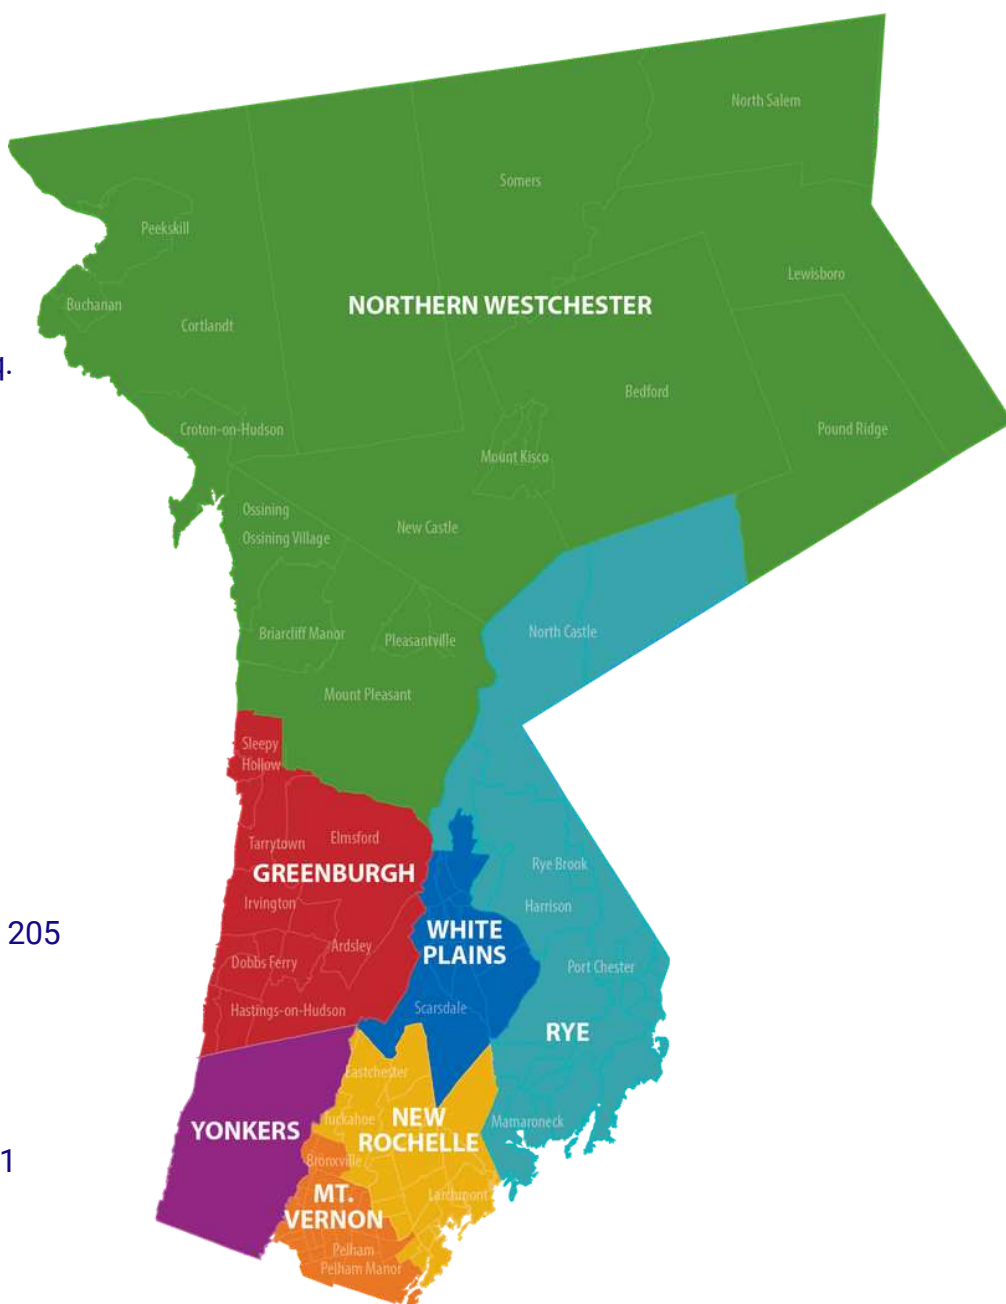 North Salem
Somers
Peekskill
Lewisboro
Buchanan
NORTHERN WESTCHESTER
Cortlandt
Bedford
Croton-on-Hudson
Pound Ridge
Mount Kisco
Ossining
New Castle
Ossining Village
North Castle
Briarcliff Manor
Pleasantville
Mount Pleasant
Sleepy
Hollow
Elmsford
Tarrytown
GREENBURGH
Rye Brook
Irvington
Harrison
205
WHITE
PLAINS
Ardsley
Dobbs Ferry
Port Chester
Scarsdale
Hastings-on-Hudson
RYE
Eastchester
Tuckahoe
NEW
ROCHELLE
Mamaroneck
YONKERS
1
Bronxville
MT.
VERNON
Larchmont
Pelham
Pelham Manor